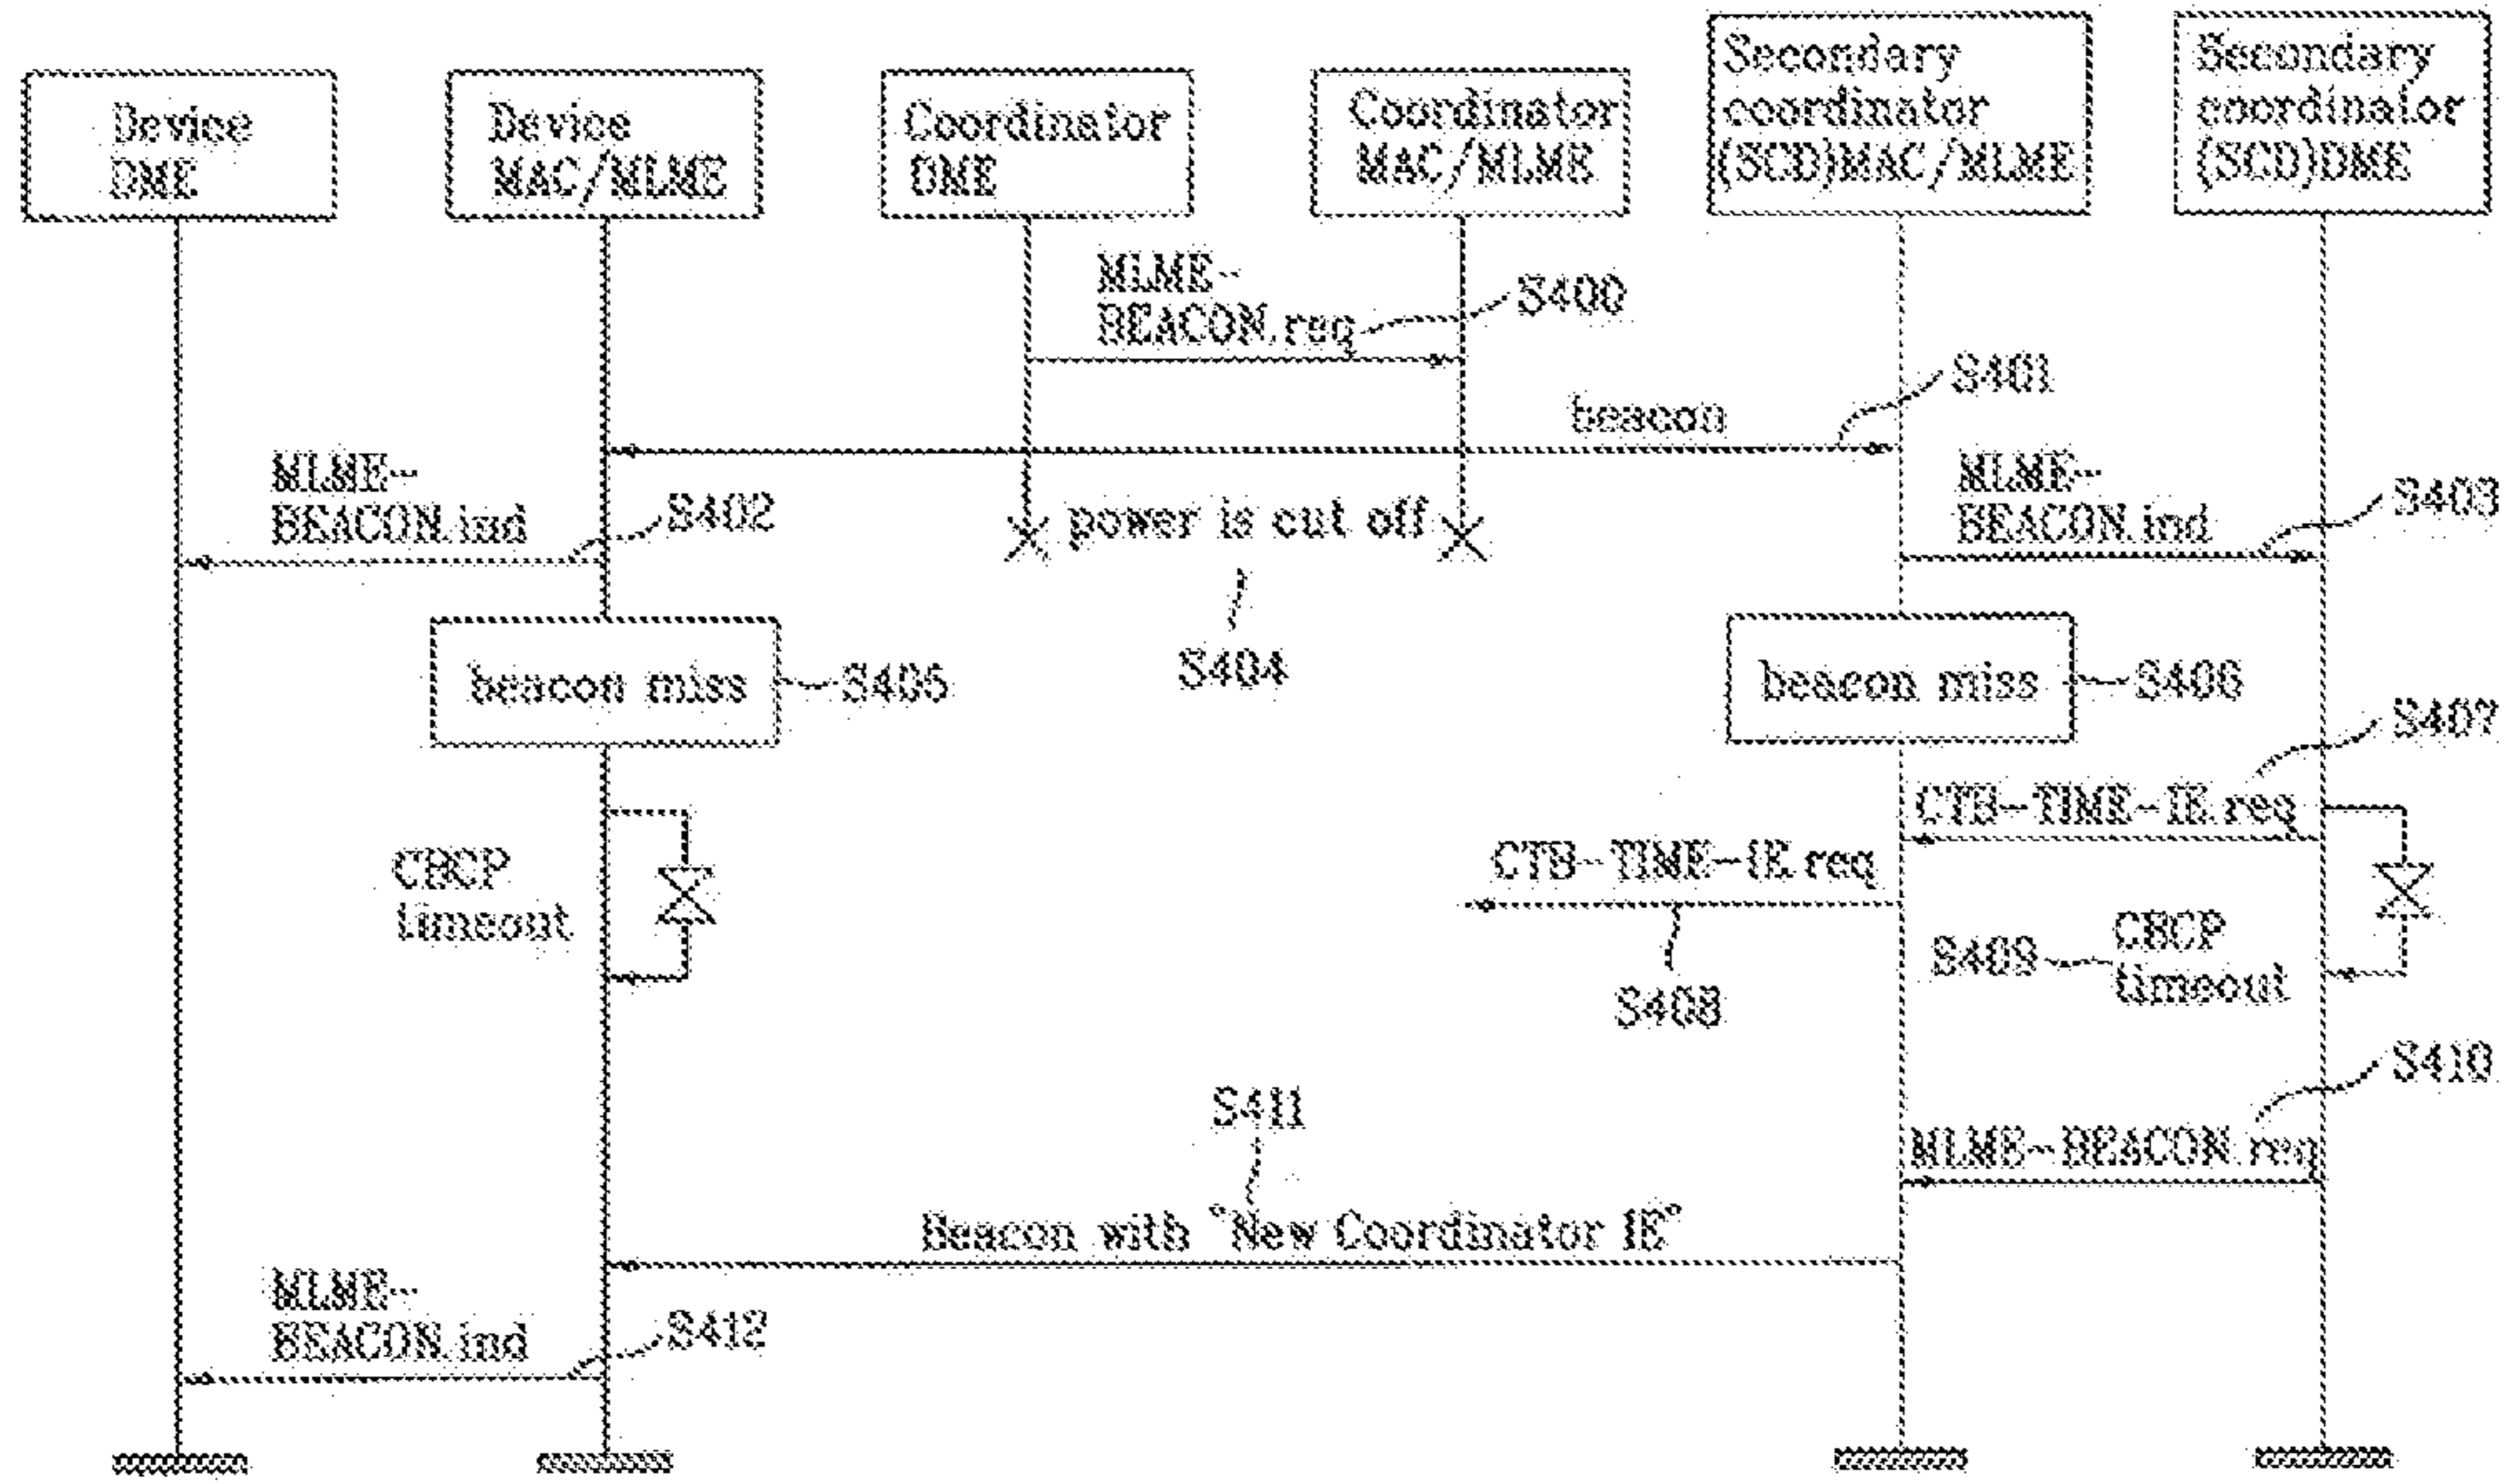 Device
DME
Device
MAC/MLME
Coordinator
DME
Coordinator
MAC/MLME
Secondary
coordinator
(SCD)MAC/MLME
Secondary
coordinator
(SCD)DME
MLME-
BEACON.req
S400
beacon
S401
MLME-
BEACON.ind
S402
power is cut off
S404
MLME-
BEACON.ind
S403
beacon miss
S405
beacon miss
S406
S407
CTB-TIME-IE.req
CTB-TIME-IE.req
S408
CBCP
timeout
S409
CBCP
timeout
S410
MLME-BEACON.req
S411
Beacon with "New Coordinator IE"
MLME-
BEACON.ind
S412